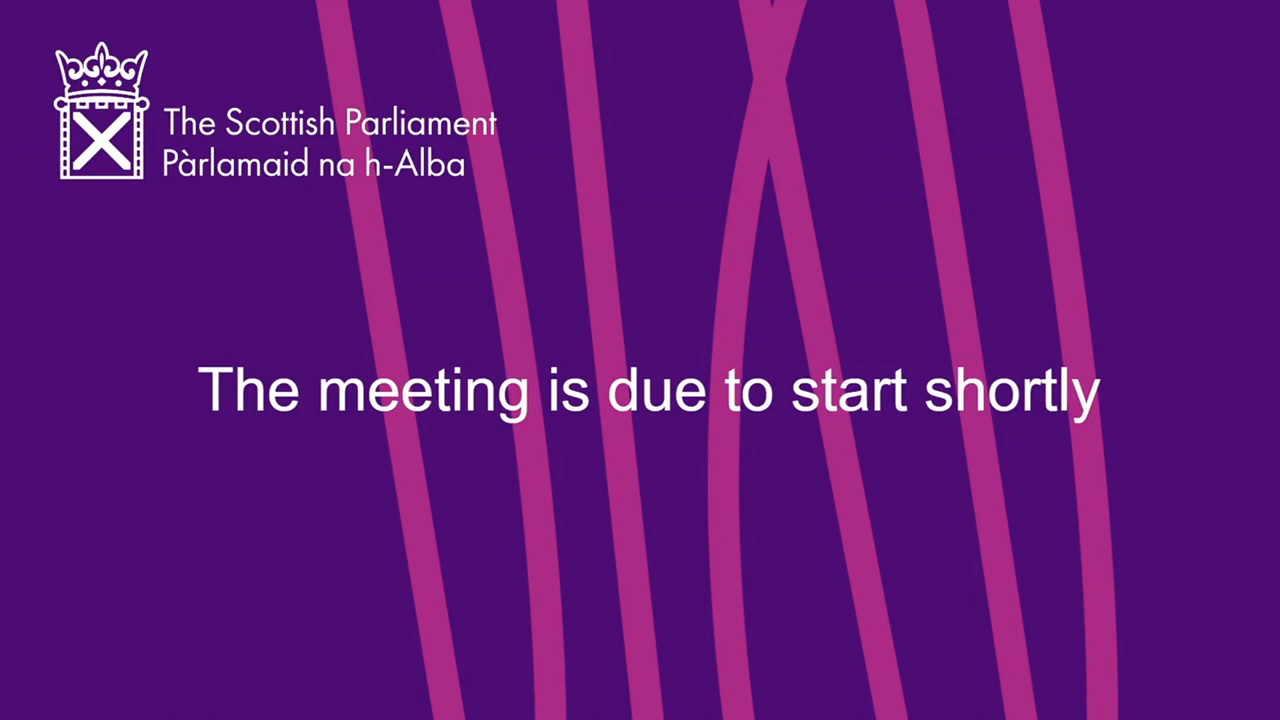 The Scottish Parliament
Pàrlamaid na h-Alba
The meeting is due to start shortly